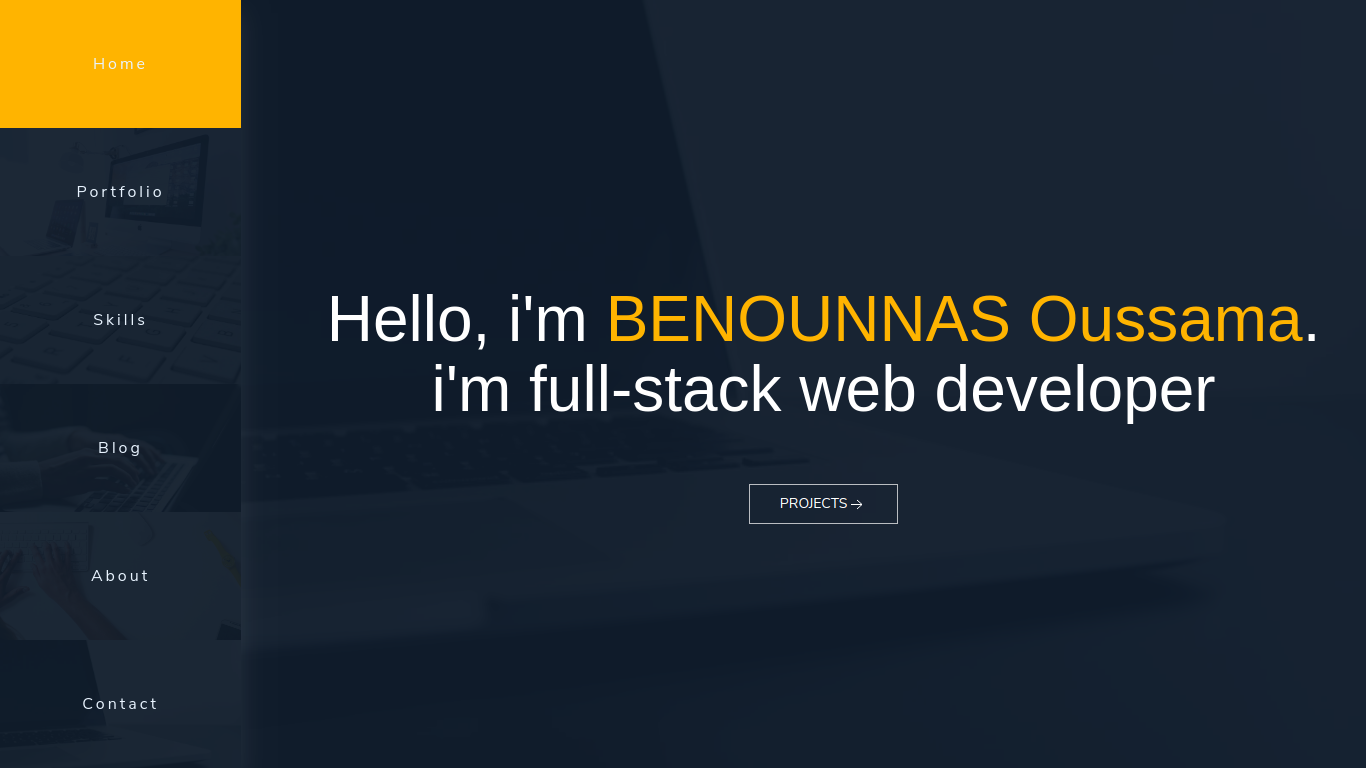 Home
Portfolio
Skills
Blog
About
Contact
Hello, i'm BENOUNNAS Oussama.
i'm full-stack web developer
PROJECTS →